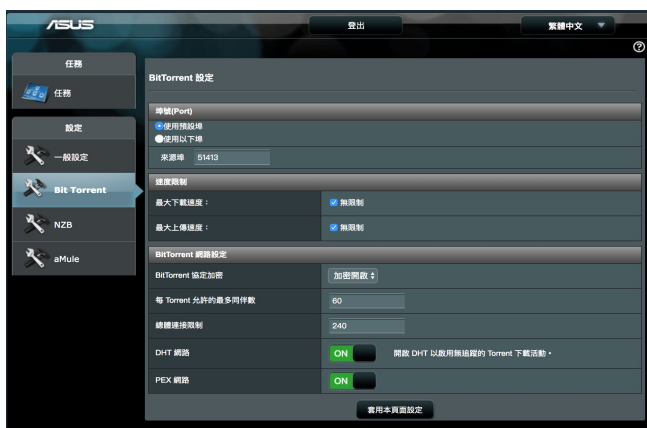 ASUS
登出
繁體中文
?
任務
任務
設定
一般設定
Bit Torrent
NZB
aMule
BitTorrent 設定
埠號(Port)
使用預設埠
使用以下埠
來源埠 51413
速度限制
最大下載速度： 無限制
最大上傳速度： 無限制
BitTorrent 網路設定
BitTorrent 協定加密 加密開啟
每 Torrent 允許的最多同伴數 60
總體連接限制 240
DHT 網路 ON 開啟 DHT 以啟用無追蹤的 Torrent 下載活動。
PEX 網路 ON
套用本頁面設定